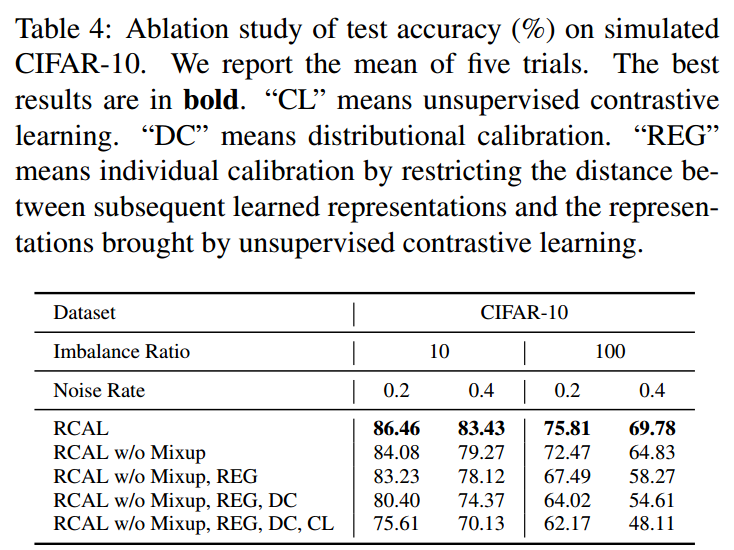 Table 4: Ablation study of test accuracy (%) on simulated
CIFAR-10. We report the mean of five trials. The best
results are in bold. “CL” means unsupervised contrastive
learning. “DC” means distributional calibration. “REG”
means individual calibration by restricting the distance be-
tween subsequent learned representations and the represen-
tations brought by unsupervised contrastive learning.
Dataset CIFAR-10
Imbalance Ratio 10 100
Noise Rate 0.2 0.4 0.2 0.4
RCAL 86.46 83.43 75.81 69.78
RCAL w/o Mixup 84.08 79.27 72.47 64.83
RCAL w/o Mixup, REG 83.23 78.12 67.49 58.27
RCAL w/o Mixup, REG, DC 80.40 74.37 64.02 54.61
RCAL w/o Mixup, REG, DC, CL 75.61 70.13 62.17 48.11